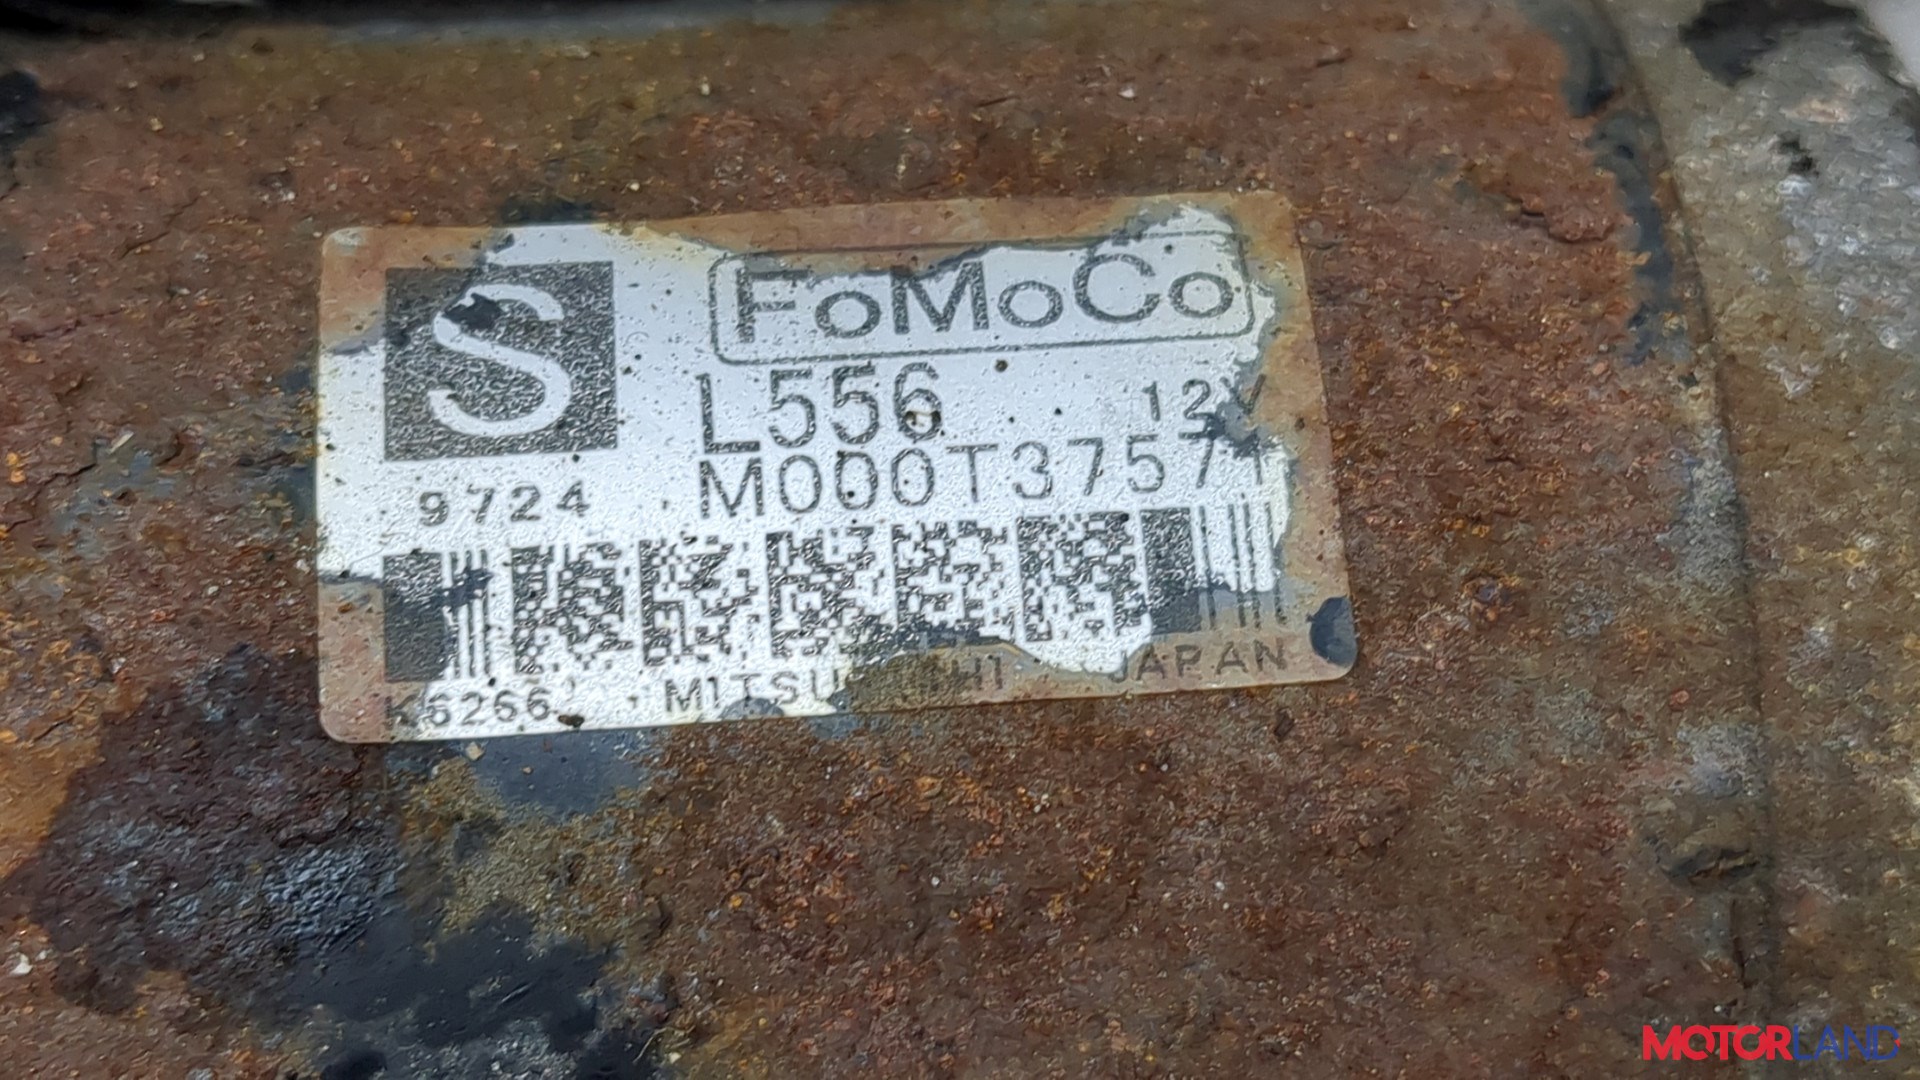 S
FoMoCo
L556
12V
M000T37571
9724
K6266
JAPAN
MOTORLAND